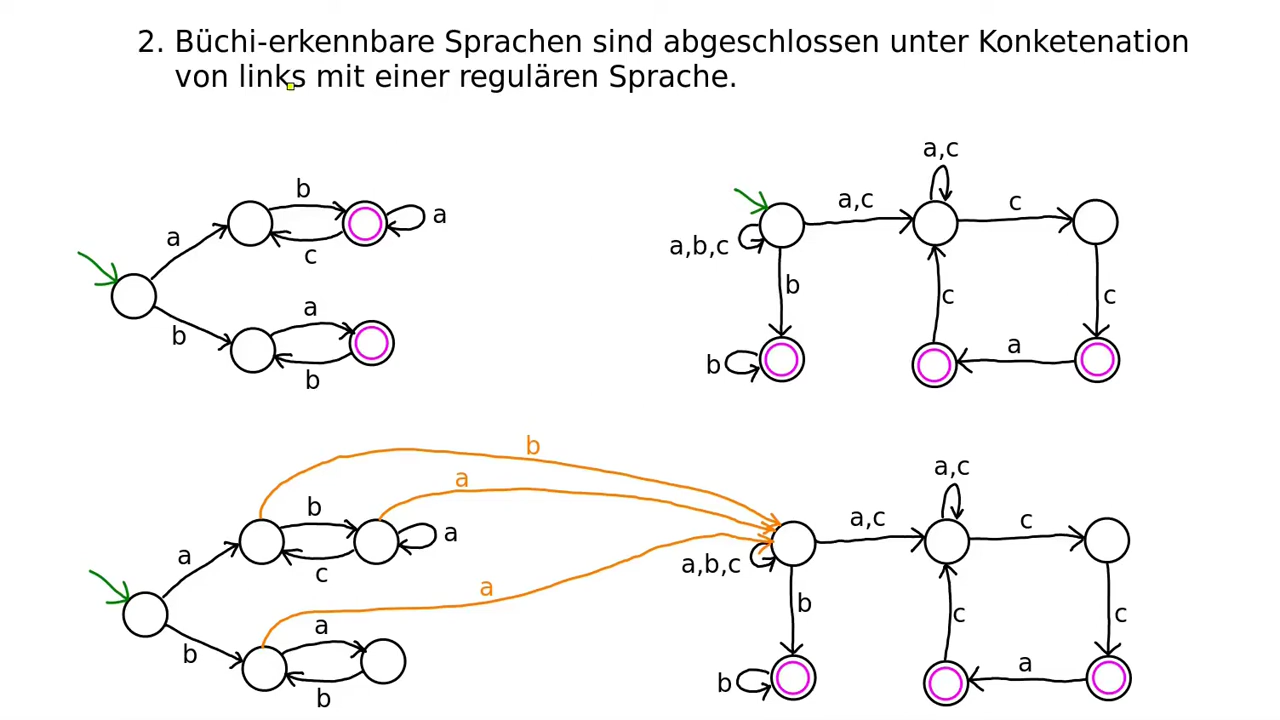 2. Büchi-erkennbare Sprachen sind abgeschlossen unter Konketenation
von links mit einer regulären Sprache.
a,c
b
a
a,c
c
a
c
a,b,c
b
c
c
b
a
a
b
b
b
a,c
a
b
a
a,c
c
a
c
a,b,c
a
b
c
c
a
b
a
b
b